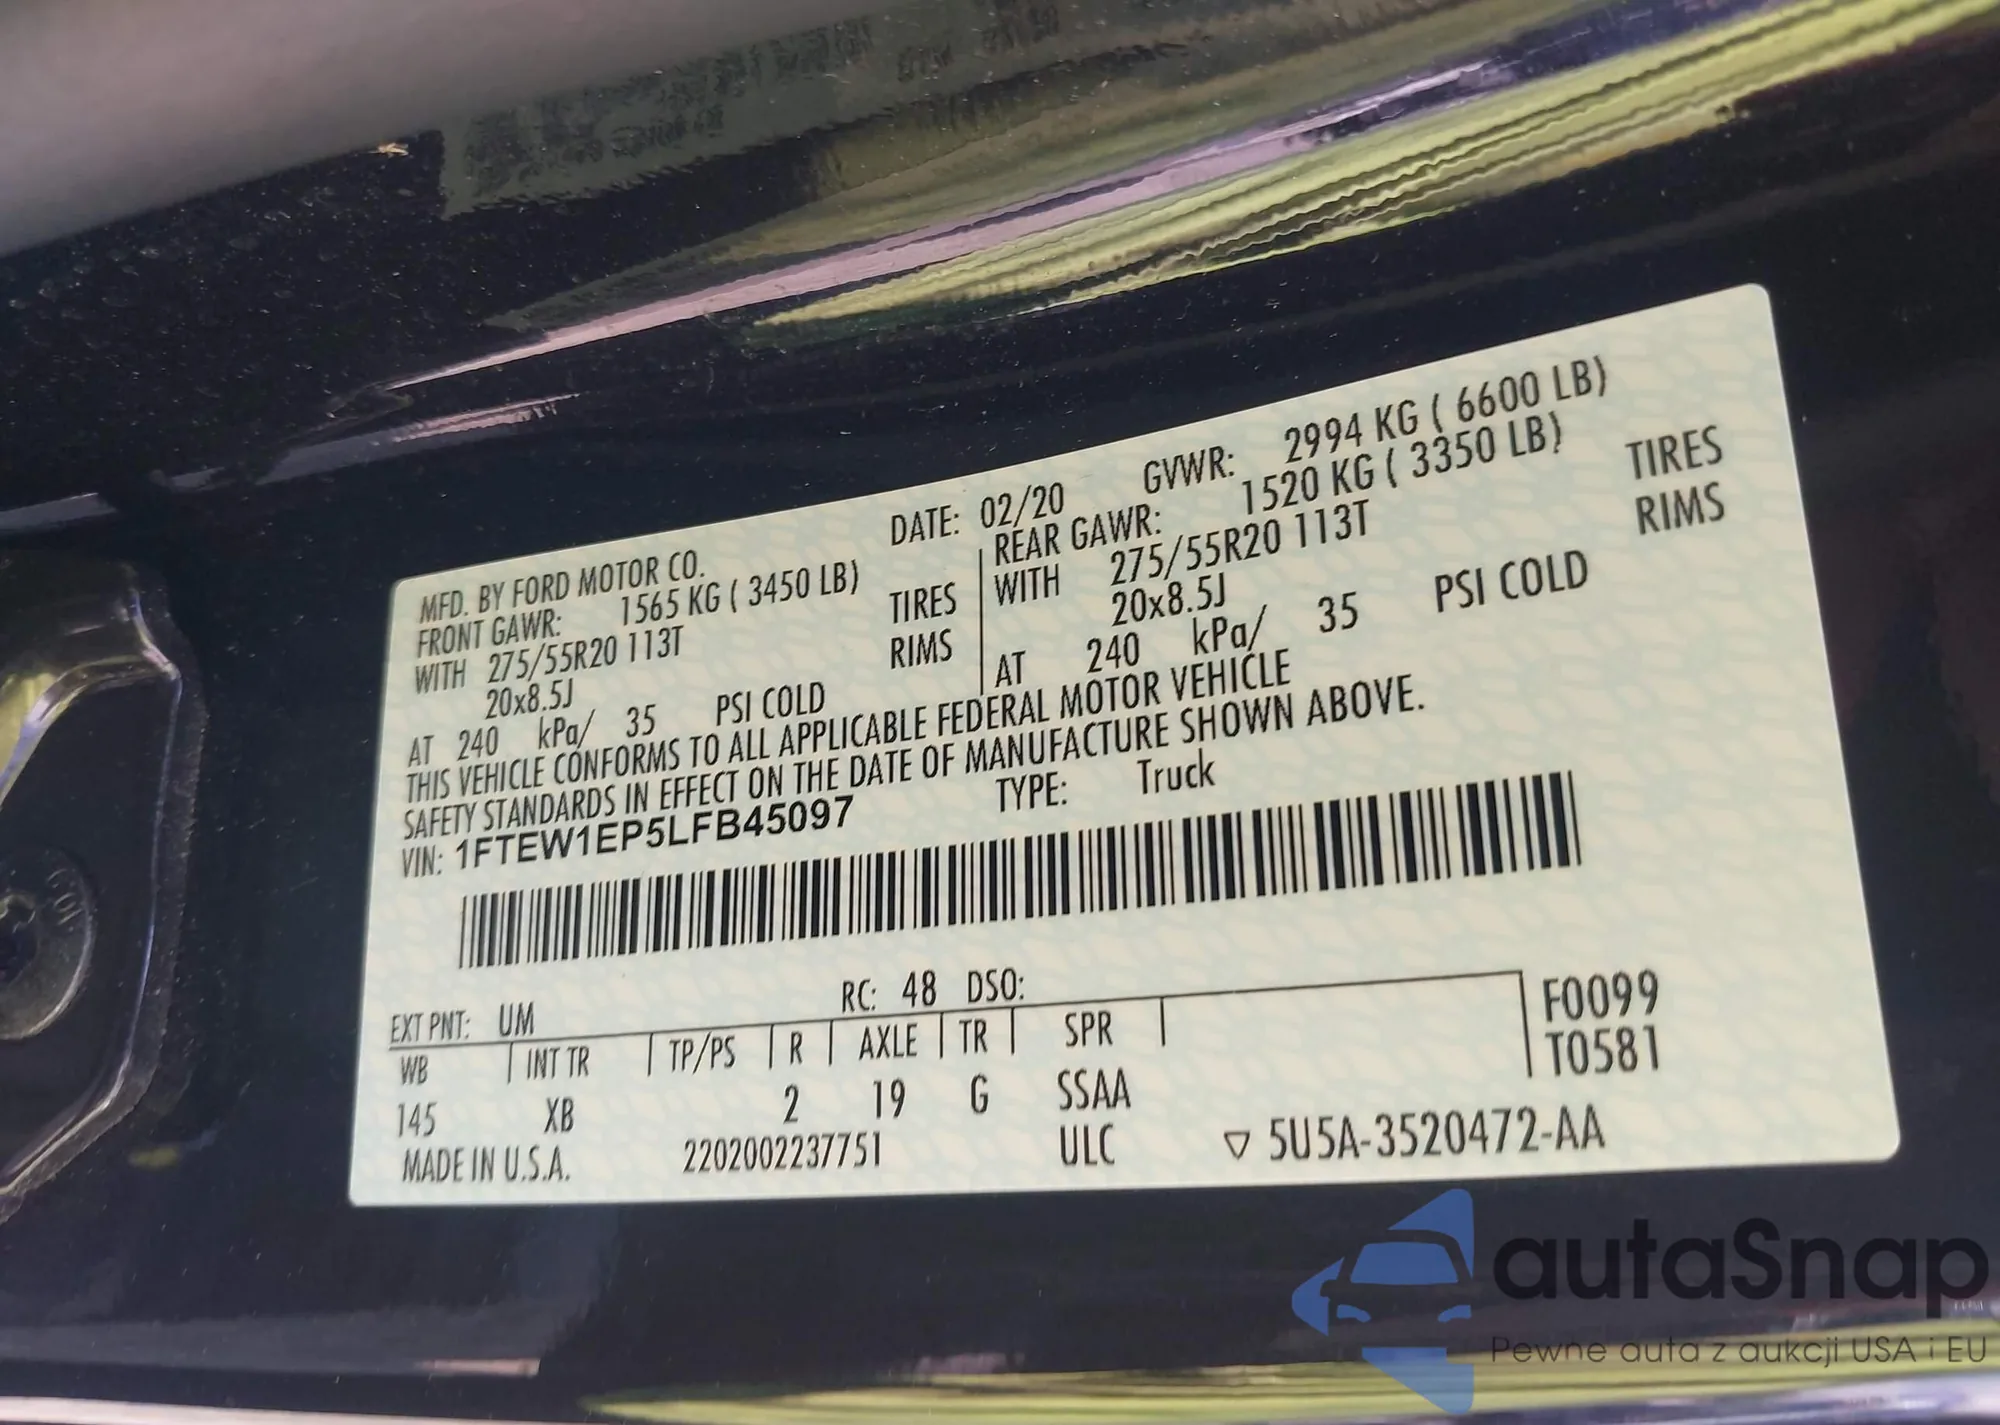 MFD. BY FORD MOTOR CO. DATE: 02/20 GVWR: 2994 KG ( 6600 LB)
FRONT GAWR: 1565 KG ( 3450 LB) REAR GAWR: 1520 KG ( 3350 LB)
WITH 275/55R20 113T TIRES WITH 275/55R20 113T TIRES
20x8.5J RIMS 20x8.5J RIMS
AT 240 kPa/ 35 PSI COLD AT 240 kPa/ 35 PSI COLD
THIS VEHICLE CONFORMS TO ALL APPLICABLE FEDERAL MOTOR VEHICLE
SAFETY STANDARDS IN EFFECT ON THE DATE OF MANUFACTURE SHOWN ABOVE.
VIN: 1FTEW1EP5LFB45097 TYPE: Truck
EXT PNT: UM RC: 48 DSO: F0099
WB INT TR TP/PS R AXLE TR SPR T0581
145 XB 2 19 G SSAA
MADE IN U.S.A. 2202002237751 ULC ▽ 5U5A-3520472-AA
autaSnap
Pewne auta z aukcji USA i EU